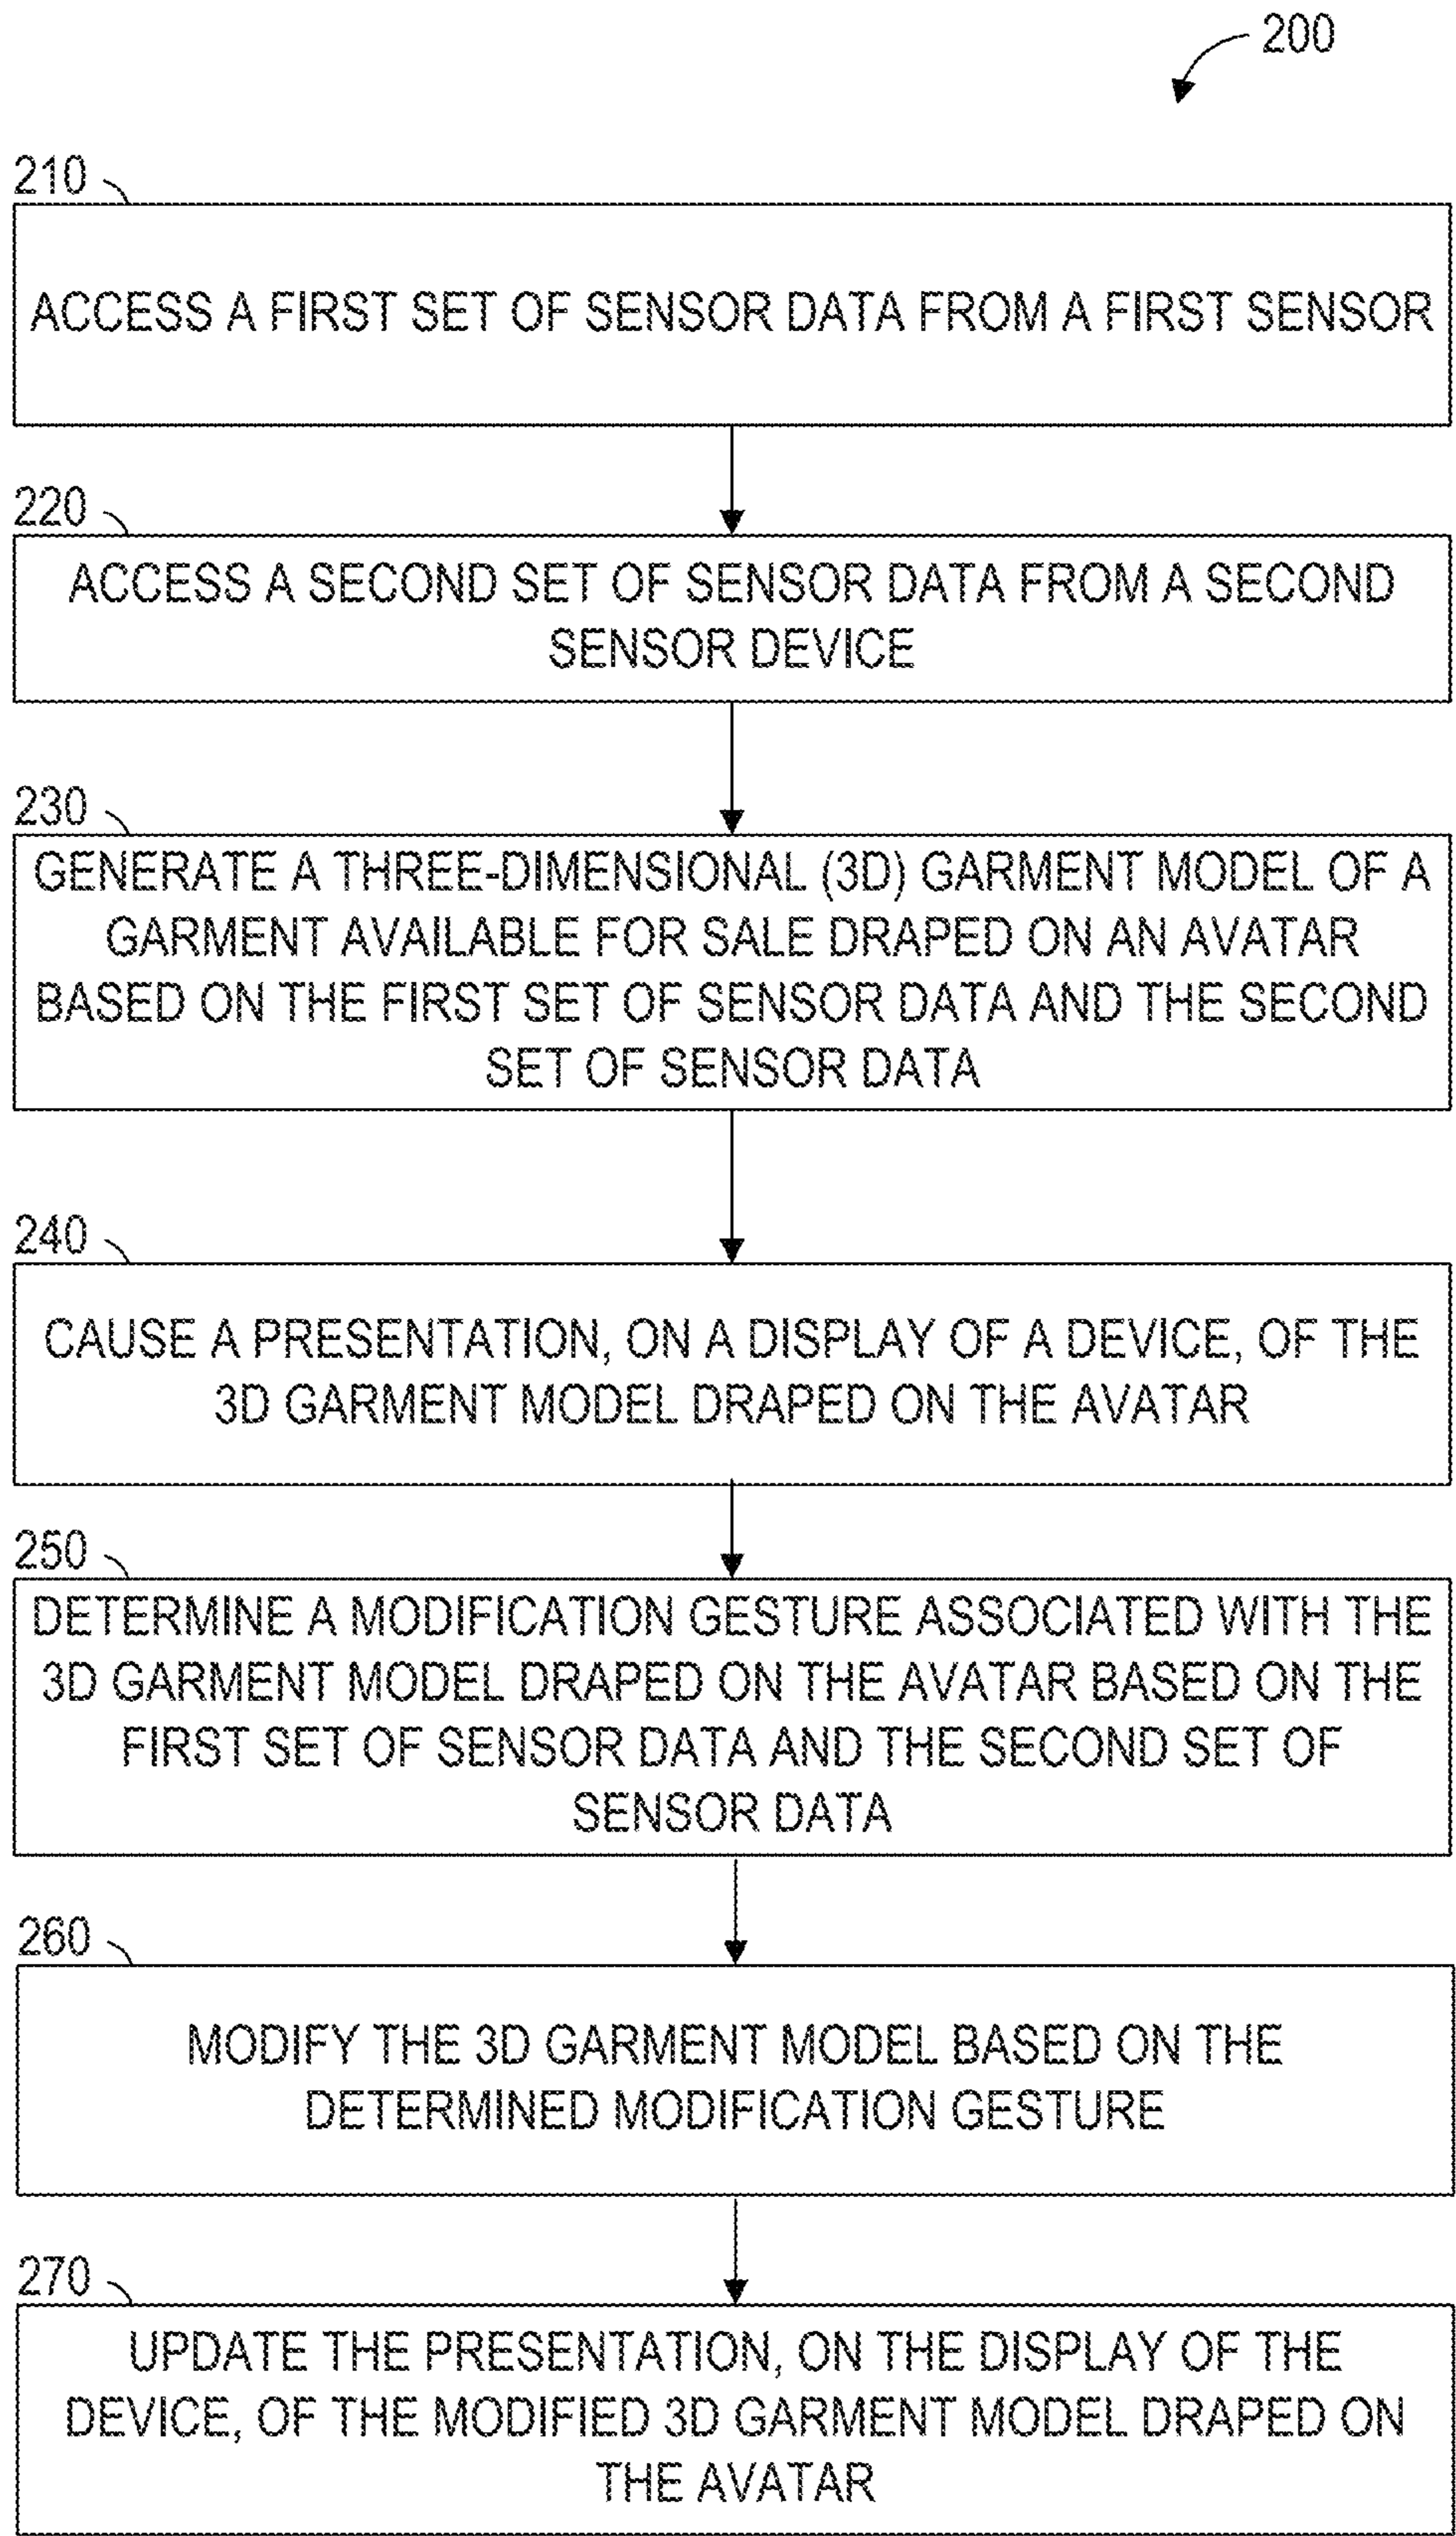 200
210
ACCESS A FIRST SET OF SENSOR DATA FROM A FIRST SENSOR
220
ACCESS A SECOND SET OF SENSOR DATA FROM A SECOND
SENSOR DEVICE
230
GENERATE A THREE-DIMENSIONAL (3D) GARMENT MODEL OF A
GARMENT AVAILABLE FOR SALE DRAPED ON AN AVATAR
BASED ON THE FIRST SET OF SENSOR DATA AND THE SECOND
SET OF SENSOR DATA
240
CAUSE A PRESENTATION, ON A DISPLAY OF A DEVICE, OF THE
3D GARMENT MODEL DRAPED ON THE AVATAR
250
DETERMINE A MODIFICATION GESTURE ASSOCIATED WITH THE
3D GARMENT MODEL DRAPED ON THE AVATAR BASED ON THE
FIRST SET OF SENSOR DATA AND THE SECOND SET OF
SENSOR DATA
260
MODIFY THE 3D GARMENT MODEL BASED ON THE
DETERMINED MODIFICATION GESTURE
270
UPDATE THE PRESENTATION, ON THE DISPLAY OF THE
DEVICE, OF THE MODIFIED 3D GARMENT MODEL DRAPED ON
THE AVATAR